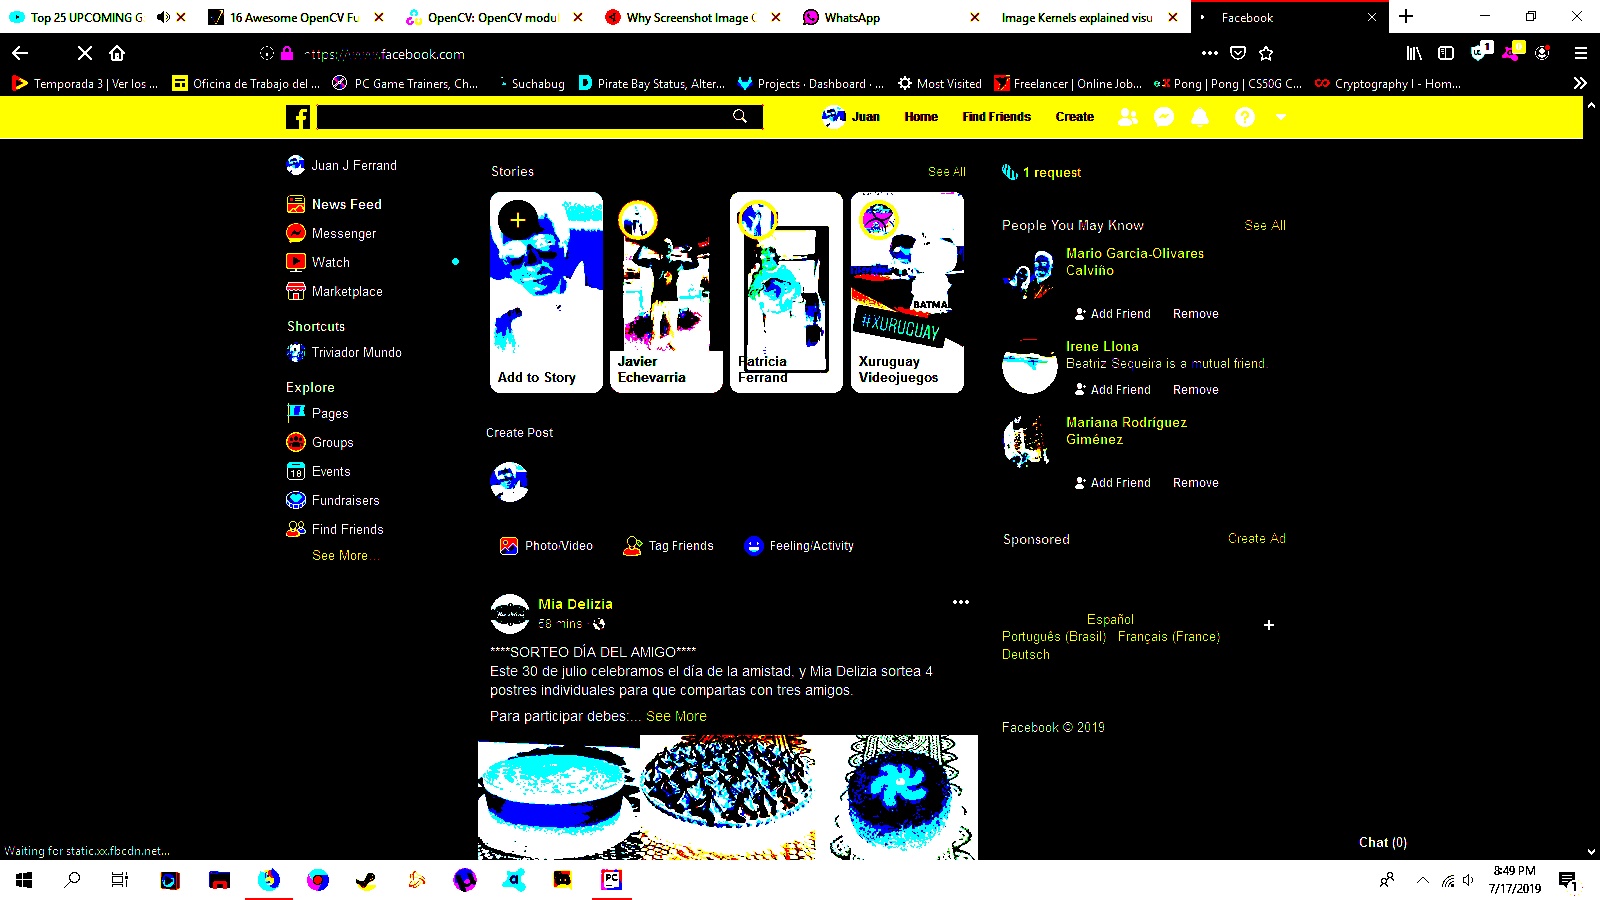 Top 25 UPCOMING G
16 Awesome OpenCV Fu
OpenCV: OpenCV modul
Why Screenshot Image C
WhatsApp
Image Kernels explained visu
Facebook
https://www.facebook.com
Temporada 3 | Ver los ...
Oficina de Trabajo del ...
PC Game Trainers, Ch...
Suchabug
Pirate Bay Status, Alter...
Projects · Dashboard · ...
Most Visited
Freelancer | Online Job...
Pong | Pong | CS50G C...
Cryptography I - Hom...
Juan
Home
Find Friends
Create
Juan J Ferrand
News Feed
Messenger
Watch
Marketplace
Shortcuts
Triviador Mundo
Explore
Pages
Groups
Events
Fundraisers
Find Friends
See More...
Stories
See All
Add to Story
Javier
Echevarria
Patricia
Ferrand
BATMA
#XURUGUAY
Xuruguay
Videojuegos
Create Post
Photo/Video
Tag Friends
Feeling/Activity
Mia Delizia
58 mins ·
****SORTEO DÍA DEL AMIGO****
Este 30 de julio celebramos el día de la amistad, y Mia Delizia sortea 4
postres individuales para que compartas con tres amigos.
Para participar debes:... See More
1 request
People You May Know
See All
Mario Garcia-Olivares
Calviño
Add Friend
Remove
Irene Llona
Beatriz Sequeira is a mutual friend.
Add Friend
Remove
Mariana Rodríguez
Giménez
Add Friend
Remove
Sponsored
Create Ad
Español
Português (Brasil) Français (France)
Deutsch
Facebook © 2019
Chat (0)
Waiting for static.xx.fbcdn.net...
8:49 PM
7/17/2019